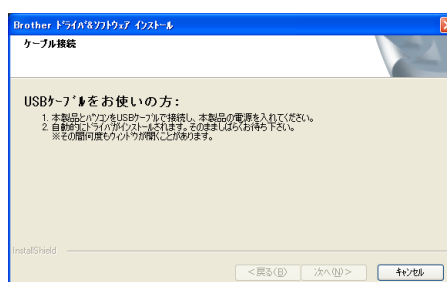 Brother ドライバ&ソフトウェア インストール
ケーブル接続
USBケーブルをお使いの方:
1. 本製品とパソコンをUSBケーブルで接続し、本製品の電源を入れてください。
2. 自動的にドライバがインストールされます。そのまましばらくお待ち下さい。
※その間何度もウィンドウが開くことがあります。
InstallShield
<戻る(B)
次へ(N)>
キャンセル